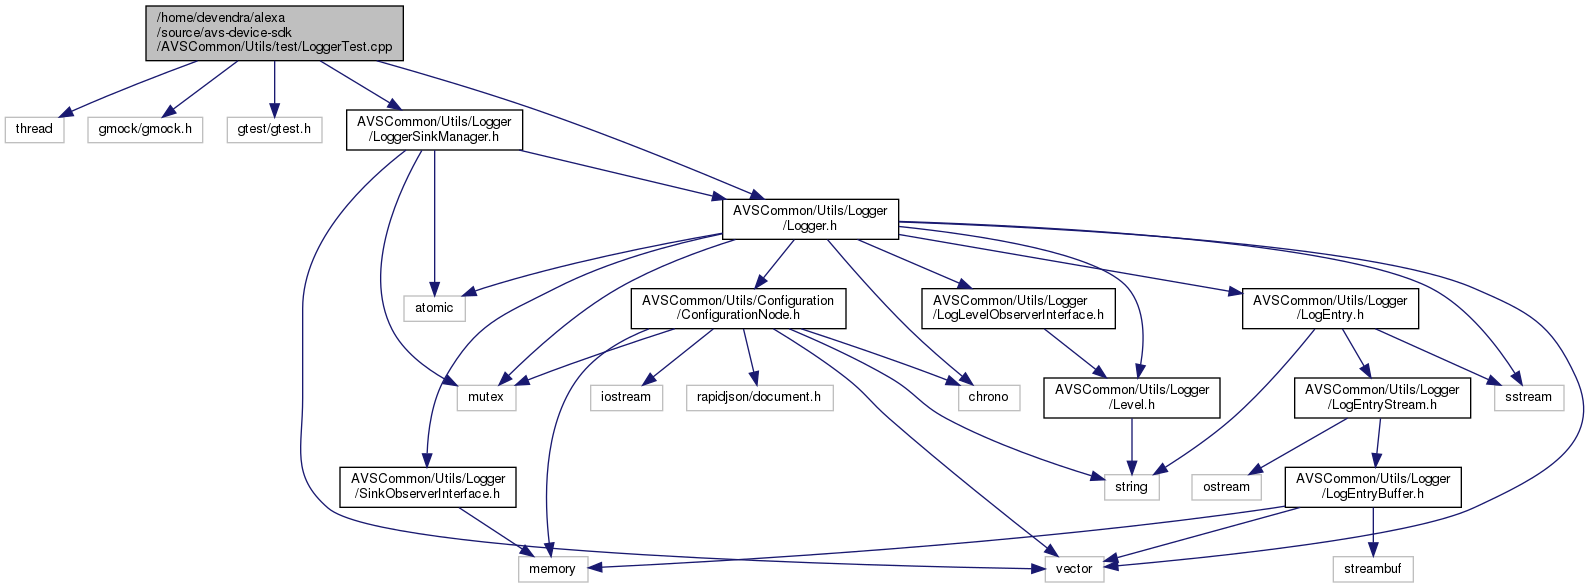 /home/devendra/alexa
/source/avs-device-sdk
/AVSCommon/Utils/test/LoggerTest.cpp
thread
gmock/gmock.h
gtest/gtest.h
AVSCommon/Utils/Logger
/LoggerSinkManager.h
AVSCommon/Utils/Logger
/Logger.h
atomic
AVSCommon/Utils/Configuration
/ConfigurationNode.h
AVSCommon/Utils/Logger
/LogLevelObserverInterface.h
AVSCommon/Utils/Logger
/LogEntry.h
mutex
iostream
rapidjson/document.h
chrono
AVSCommon/Utils/Logger
/Level.h
AVSCommon/Utils/Logger
/LogEntryStream.h
sstream
AVSCommon/Utils/Logger
/SinkObserverInterface.h
string
ostream
AVSCommon/Utils/Logger
/LogEntryBuffer.h
memory
vector
streambuf